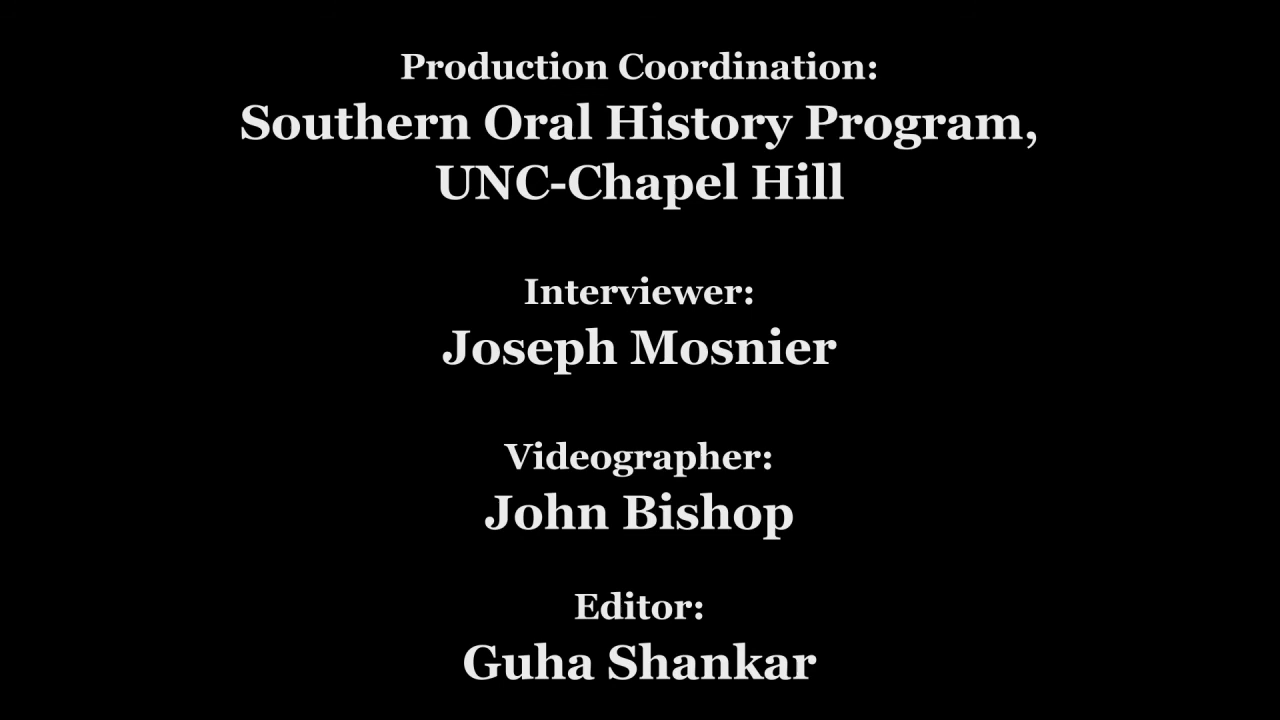 Production Coordination:
Southern Oral History Program,
UNC-Chapel Hill
Interviewer:
Joseph Mosnier
Videographer:
John Bishop
Editor:
Guha Shankar